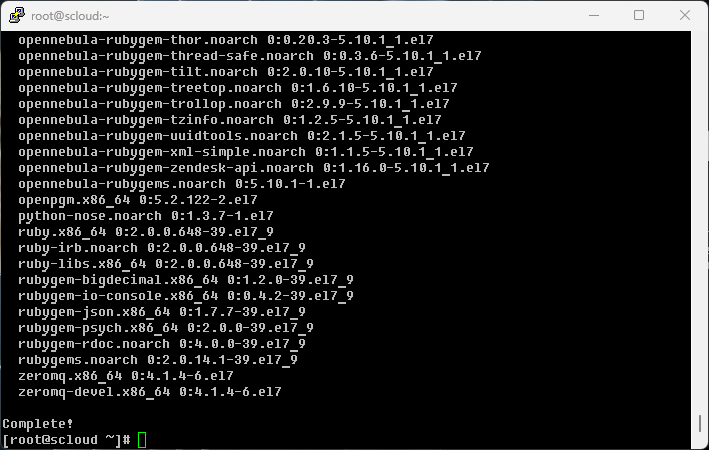 root@scloud:~
opennebula-rubygem-thor.noarch 0:0.20.3-5.10.1_1.el7
opennebula-rubygem-thread-safe.noarch 0:0.3.6-5.10.1_1.el7
opennebula-rubygem-tilt.noarch 0:2.0.10-5.10.1_1.el7
opennebula-rubygem-treetop.noarch 0:1.6.10-5.10.1_1.el7
opennebula-rubygem-trollop.noarch 0:2.9.9-5.10.1_1.el7
opennebula-rubygem-tzinfo.noarch 0:1.2.5-5.10.1_1.el7
opennebula-rubygem-uuidtools.noarch 0:2.1.5-5.10.1_1.el7
opennebula-rubygem-xml-simple.noarch 0:1.1.5-5.10.1_1.el7
opennebula-rubygem-zendesk-api.noarch 0:1.16.0-5.10.1_1.el7
opennebula-rubygems.noarch 0:5.10.1-1.el7
openpgm.x86_64 0:5.2.122-2.el7
python-nose.noarch 0:1.3.7-1.el7
ruby.x86_64 0:2.0.0.648-39.el7_9
ruby-irb.noarch 0:2.0.0.648-39.el7_9
ruby-libs.x86_64 0:2.0.0.648-39.el7_9
rubygem-bigdecimal.x86_64 0:1.2.0-39.el7_9
rubygem-io-console.x86_64 0:0.4.2-39.el7_9
rubygem-json.x86_64 0:1.7.7-39.el7_9
rubygem-psych.x86_64 0:2.0.0-39.el7_9
rubygem-rdoc.noarch 0:4.0.0-39.el7_9
rubygems.noarch 0:2.0.14.1-39.el7_9
zeromq.x86_64 0:4.1.4-6.el7
zeromq-devel.x86_64 0:4.1.4-6.el7
Complete!
[root@scloud ~]#